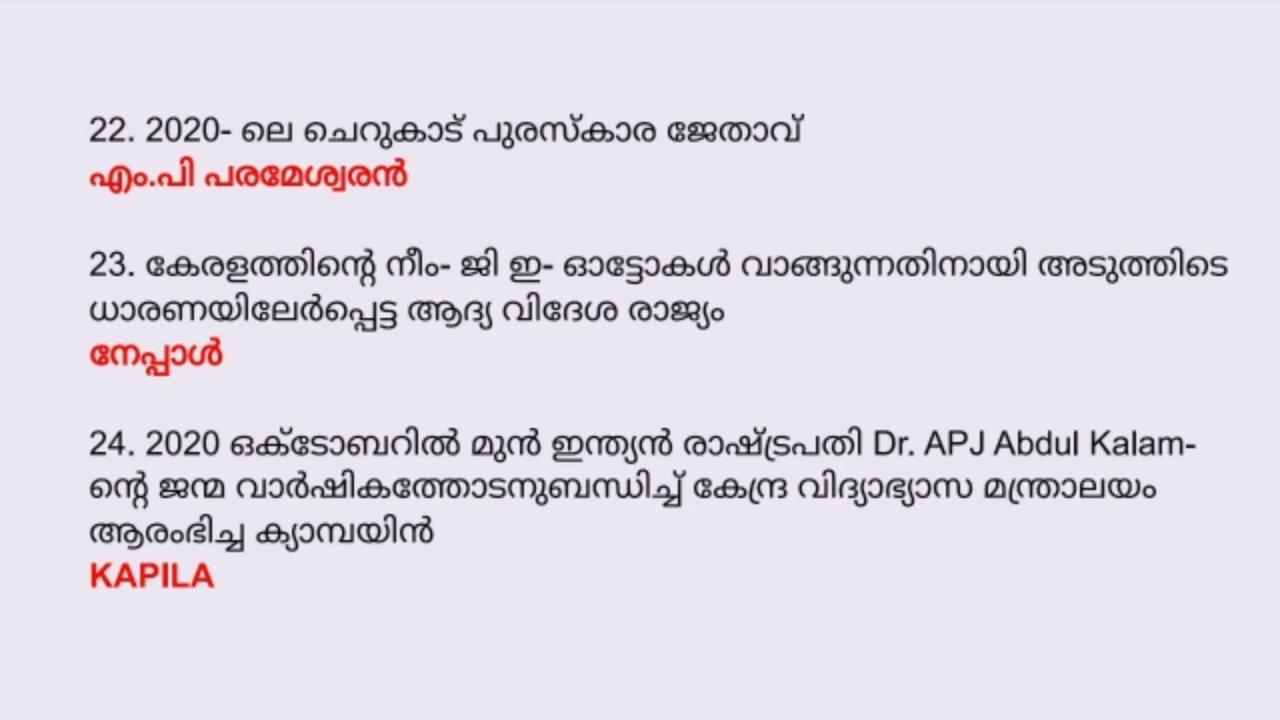 22. 2020- ലെ ചെറുകാട് പുരസ്കാര ജേതാവ്
എം.പി പരമേശ്വരൻ
23. കേരളത്തിന്റെ നീം- ജി ഇ- ഓട്ടോകൾ വാങ്ങുന്നതിനായി അടുത്തിടെ
ധാരണയിലേർപ്പെട്ട ആദ്യ വിദേശ രാജ്യം
നേപ്പാൾ
24. 2020 ഒക്ടോബറിൽ മുൻ ഇന്ത്യൻ രാഷ്ട്രപതി Dr. APJ Abdul Kalam-
ന്റെ ജന്മ വാർഷികത്തോടനുബന്ധിച്ച് കേന്ദ്ര വിദ്യാഭ്യാസ മന്ത്രാലയം
ആരംഭിച്ച ക്യാമ്പയിൻ
KAPILA